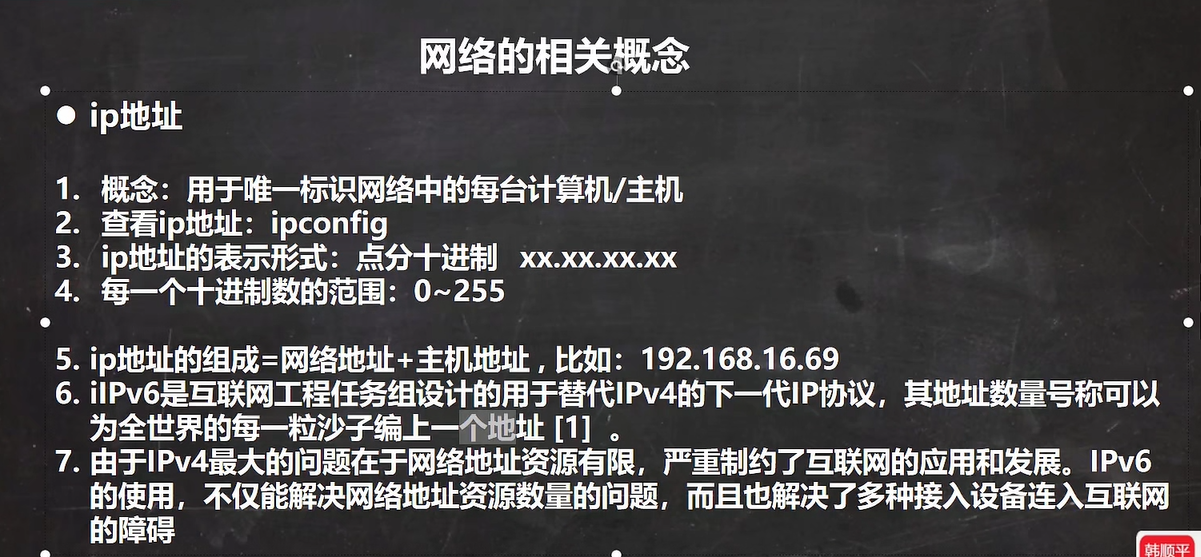 网络的相关概念
● ip地址
1. 概念：用于唯一标识网络中的每台计算机/主机
2. 查看ip地址：ipconfig
3. ip地址的表示形式：点分十进制 xx.xx.xx.xx
4. 每一个十进制数的范围：0~255
5. ip地址的组成=网络地址+主机地址 , 比如：192.168.16.69
6. iIPv6是互联网工程任务组设计的用于替代IPv4的下一代IP协议，其地址数量号称可以
为全世界的每一粒沙子编上一个地址 [1] 。
7. 由于IPv4最大的问题在于网络地址资源有限，严重制约了互联网的应用和发展。IPv6
的使用，不仅能解决网络地址资源数量的问题，而且也解决了多种接入设备连入互联网
的障碍
韩顺平